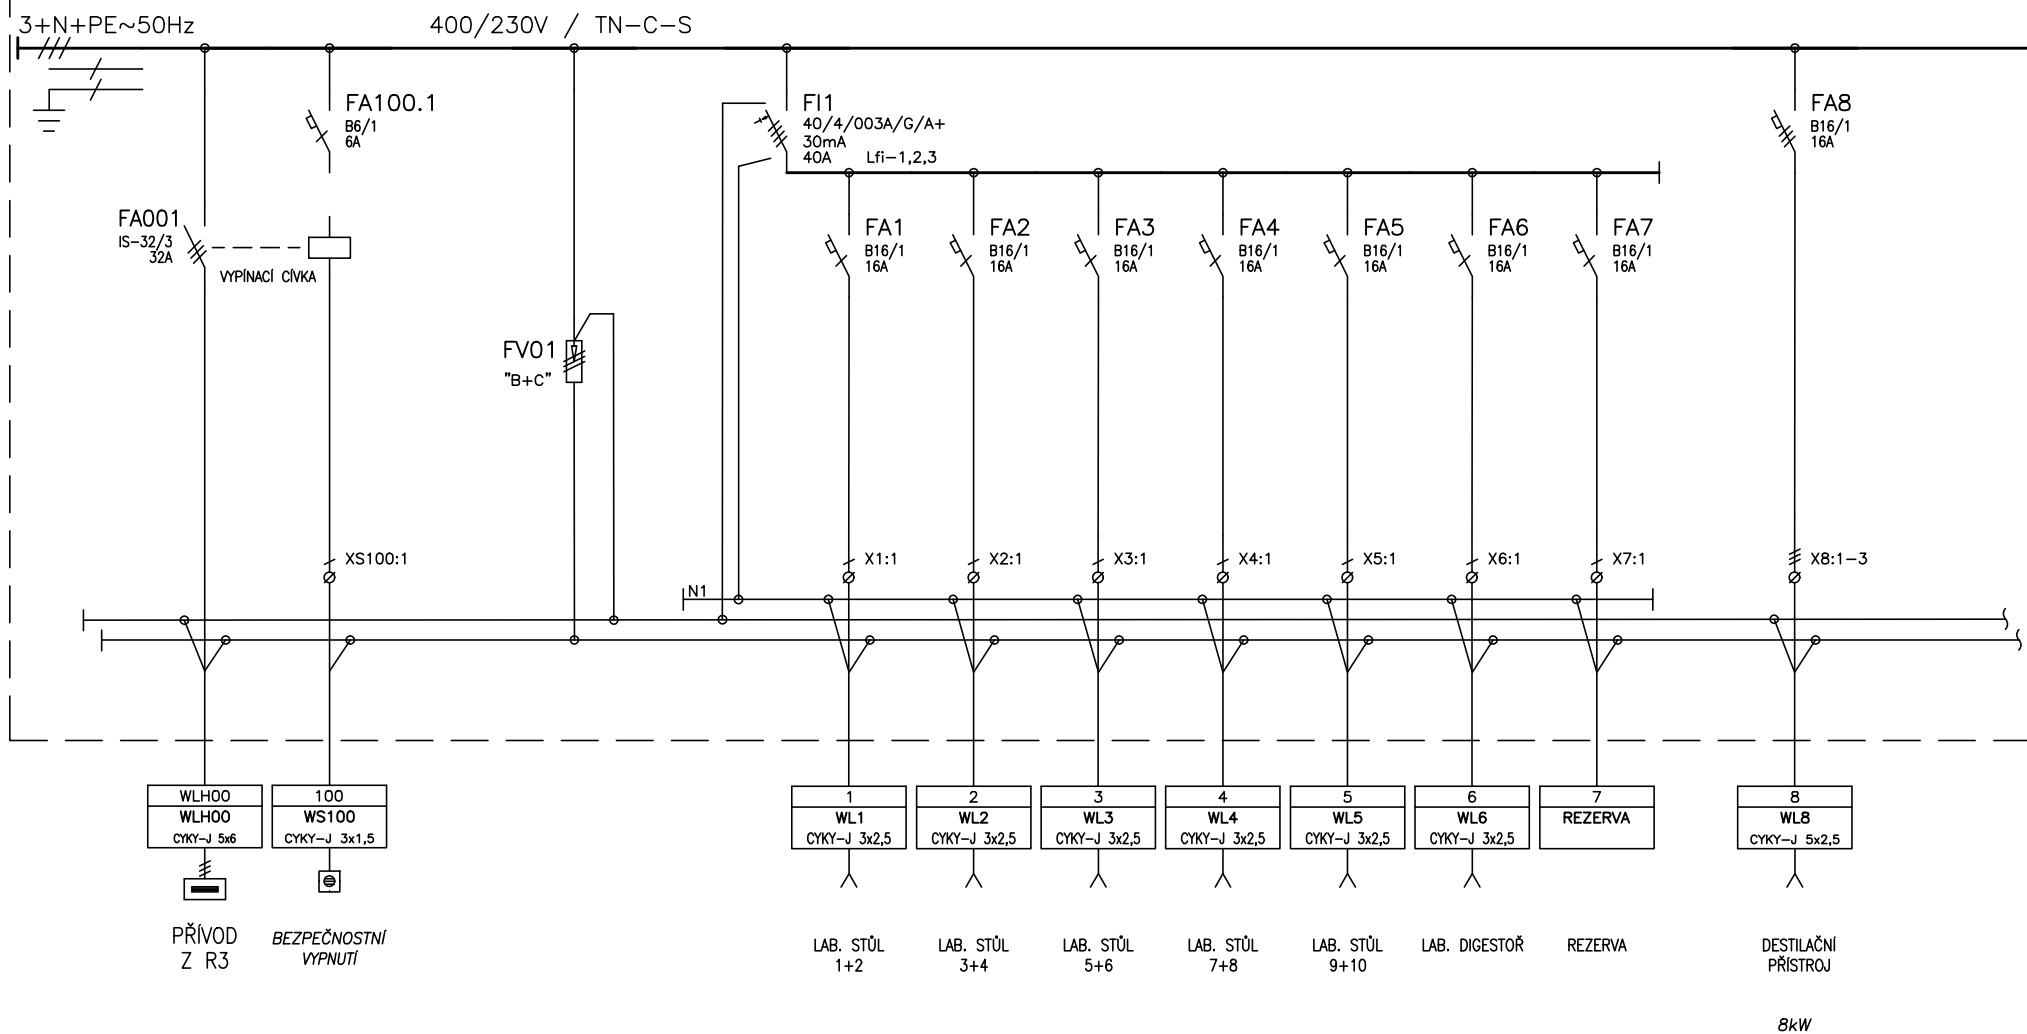 3+N+PE~50Hz
400/230V / TN-C-S
FA100.1
B6/1
6A
FI1
40/4/003A/G/A+
30mA
40A
Lfi-1,2,3
FA8
B16/1
16A
FA001
IS-32/3
32A
VYPÍNACÍ CÍVKA
FA1
B16/1
16A
FA2
B16/1
16A
FA3
B16/1
16A
FA4
B16/1
16A
FA5
B16/1
16A
FA6
B16/1
16A
FA7
B16/1
16A
FV01
"B+C"
XS100:1
X1:1
X2:1
X3:1
X4:1
X5:1
X6:1
X7:1
X8:1-3
N1
WLH00
WLH00
CYKY-J 5x6
100
WS100
CYKY-J 3x1,5
1
WL1
CYKY-J 3x2,5
2
WL2
CYKY-J 3x2,5
3
WL3
CYKY-J 3x2,5
4
WL4
CYKY-J 3x2,5
5
WL5
CYKY-J 3x2,5
6
WL6
CYKY-J 3x2,5
7
REZERVA
8
WL8
CYKY-J 5x2,5
PŘÍVOD
Z R3
BEZPEČNOSTNÍ
VYPNUTÍ
LAB. STŮL
1+2
LAB. STŮL
3+4
LAB. STŮL
5+6
LAB. STŮL
7+8
LAB. STŮL
9+10
LAB. DIGESTOŘ
REZERVA
DESTILAČNÍ
PŘÍSTROJ
8kW